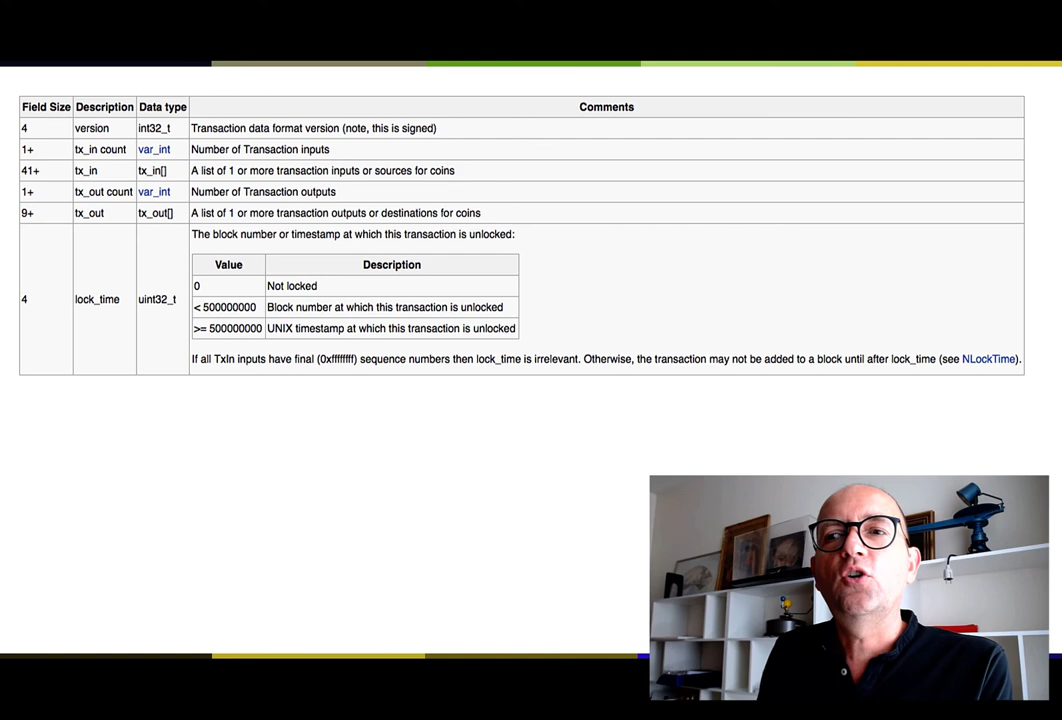 Field Size Description Data type Comments
4 version int32_t Transaction data format version (note, this is signed)
1+ tx_in count var_int Number of Transaction inputs
41+ tx_in tx_in[] A list of 1 or more transaction inputs or sources for coins
1+ tx_out count var_int Number of Transaction outputs
9+ tx_out tx_out[] A list of 1 or more transaction outputs or destinations for coins
The block number or timestamp at which this transaction is unlocked:
Value Description
0 Not locked
4 lock_time uint32_t
< 500000000 Block number at which this transaction is unlocked
>= 500000000 UNIX timestamp at which this transaction is unlocked
If all TxIn inputs have final (0xffffffff) sequence numbers then lock_time is irrelevant. Otherwise, the transaction may not be added to a block until after lock_time (see NLockTime).